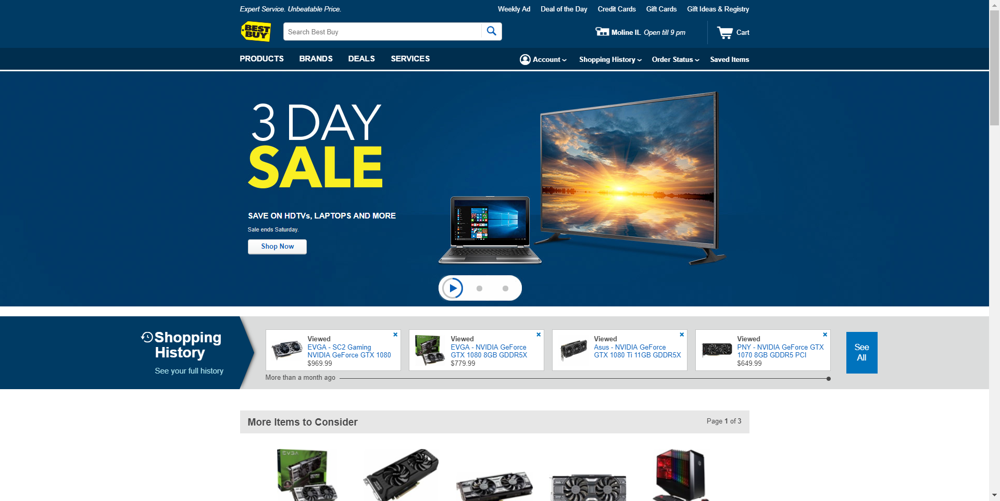 Expert Service. Unbeatable Price.
Weekly Ad Deal of the Day Credit Cards Gift Cards Gift Ideas & Registry
BEST BUY
Search Best Buy
Moline IL Open till 9 pm
Cart
PRODUCTS BRANDS DEALS SERVICES
Account Shopping History Order Status Saved Items
3 DAY
SALE
SAVE ON HDTVs, LAPTOPS AND MORE
Sale ends Saturday.
Shop Now
Shopping
History
See your full history
Viewed
EVGA - SC2 Gaming
NVIDIA GeForce GTX 1080
$969.99
Viewed
EVGA - NVIDIA GeForce
GTX 1080 8GB GDDR5X
$779.99
Viewed
Asus - NVIDIA GeForce
GTX 1080 Ti 11GB GDDR5X
Viewed
PNY - NVIDIA GeForce GTX
1070 8GB GDDR5 PCI
$649.99
See
All
More than a month ago
More Items to Consider
Page 1 of 3
EVGA